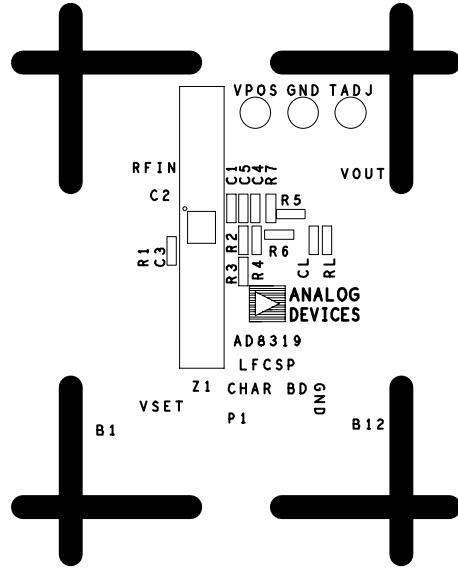 VPOS GND TADJ
RFIN
VOUT
C2
C1
C5
C4
R7
R5
R1
C3
R2
R6
R3
R4
CL
RL
ANALOG
DEVICES
AD8319
LFCSP
Z1
CHAR BD
GND
VSET
P1
B1
B12